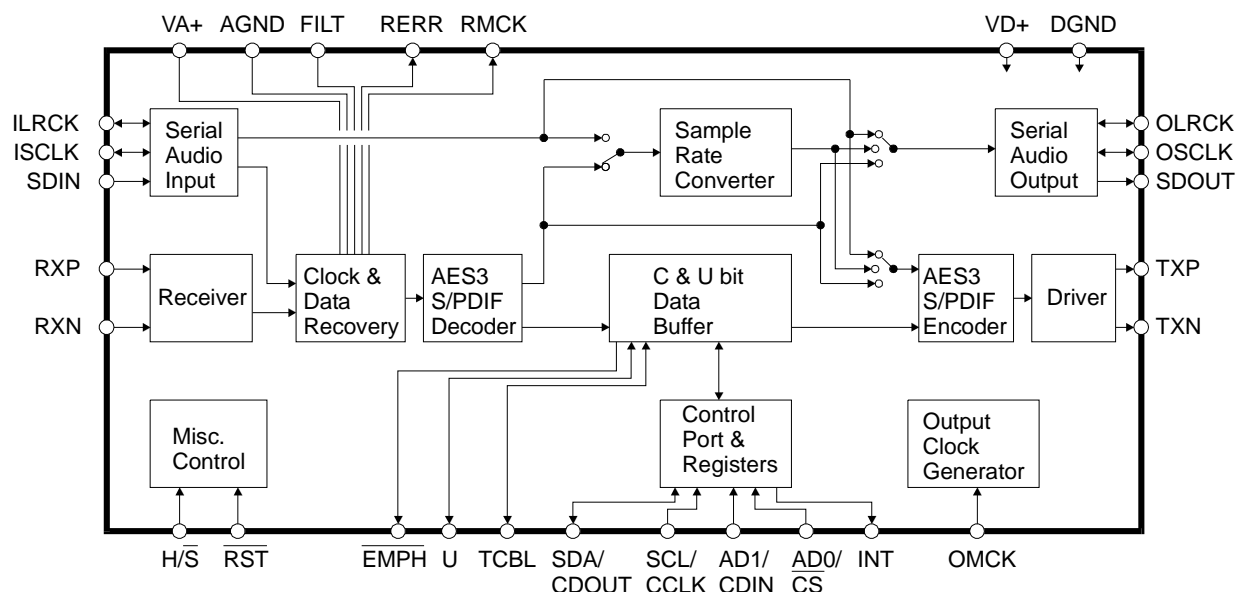 VA+ AGND FILT RERR RMCK VD+ DGND
ILRCK
ISCLK
SDIN
Serial
Audio
Input
Sample
Rate
Converter
Serial
Audio
Output
OLRCK
OSCLK
SDOUT
RXP
RXN
Receiver
Clock &
Data
Recovery
AES3
S/PDIF
Decoder
C & U bit
Data
Buffer
AES3
S/PDIF
Encoder
Driver
TXP
TXN
Misc.
Control
Control
Port &
Registers
Output
Clock
Generator
H/S̅ R̅S̅T̅ E̅M̅P̅H̅ U TCBL SDA/
CDOUT
SCL/
CCLK
AD1/
CDIN
AD0/
C̅S̅
INT OMCK